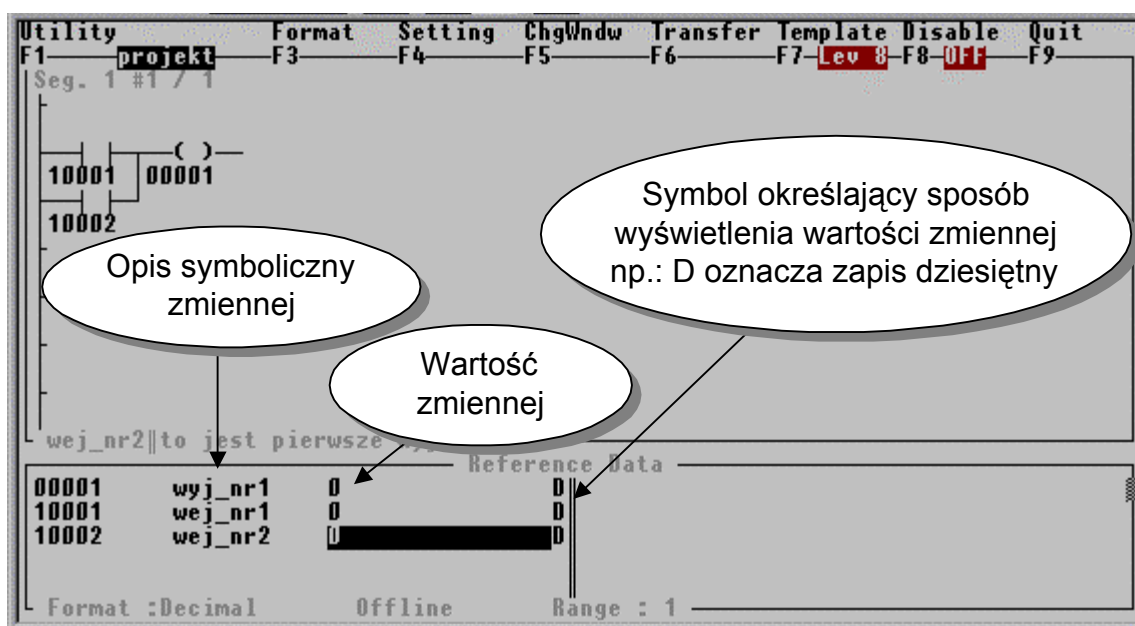 Utility Format Setting ChgWndw Transfer Template Disable Quit
F1 projekt F3 F4 F5 F6 F7 Lev 8 F8 OFF F9
Seg. 1 #1 / 1
( )
10001 00001
10002
Opis symboliczny
zmiennej
Symbol określający sposób
wyświetlenia wartości zmiennej
np.: D oznacza zapis dziesiętny
Wartość
zmiennej
wej_nr2||to jest pierwsze
Reference Data
00001 wyj_nr1 0 D
10001 wej_nr1 0 D
10002 wej_nr2 0 D
Format :Decimal Offline Range : 1